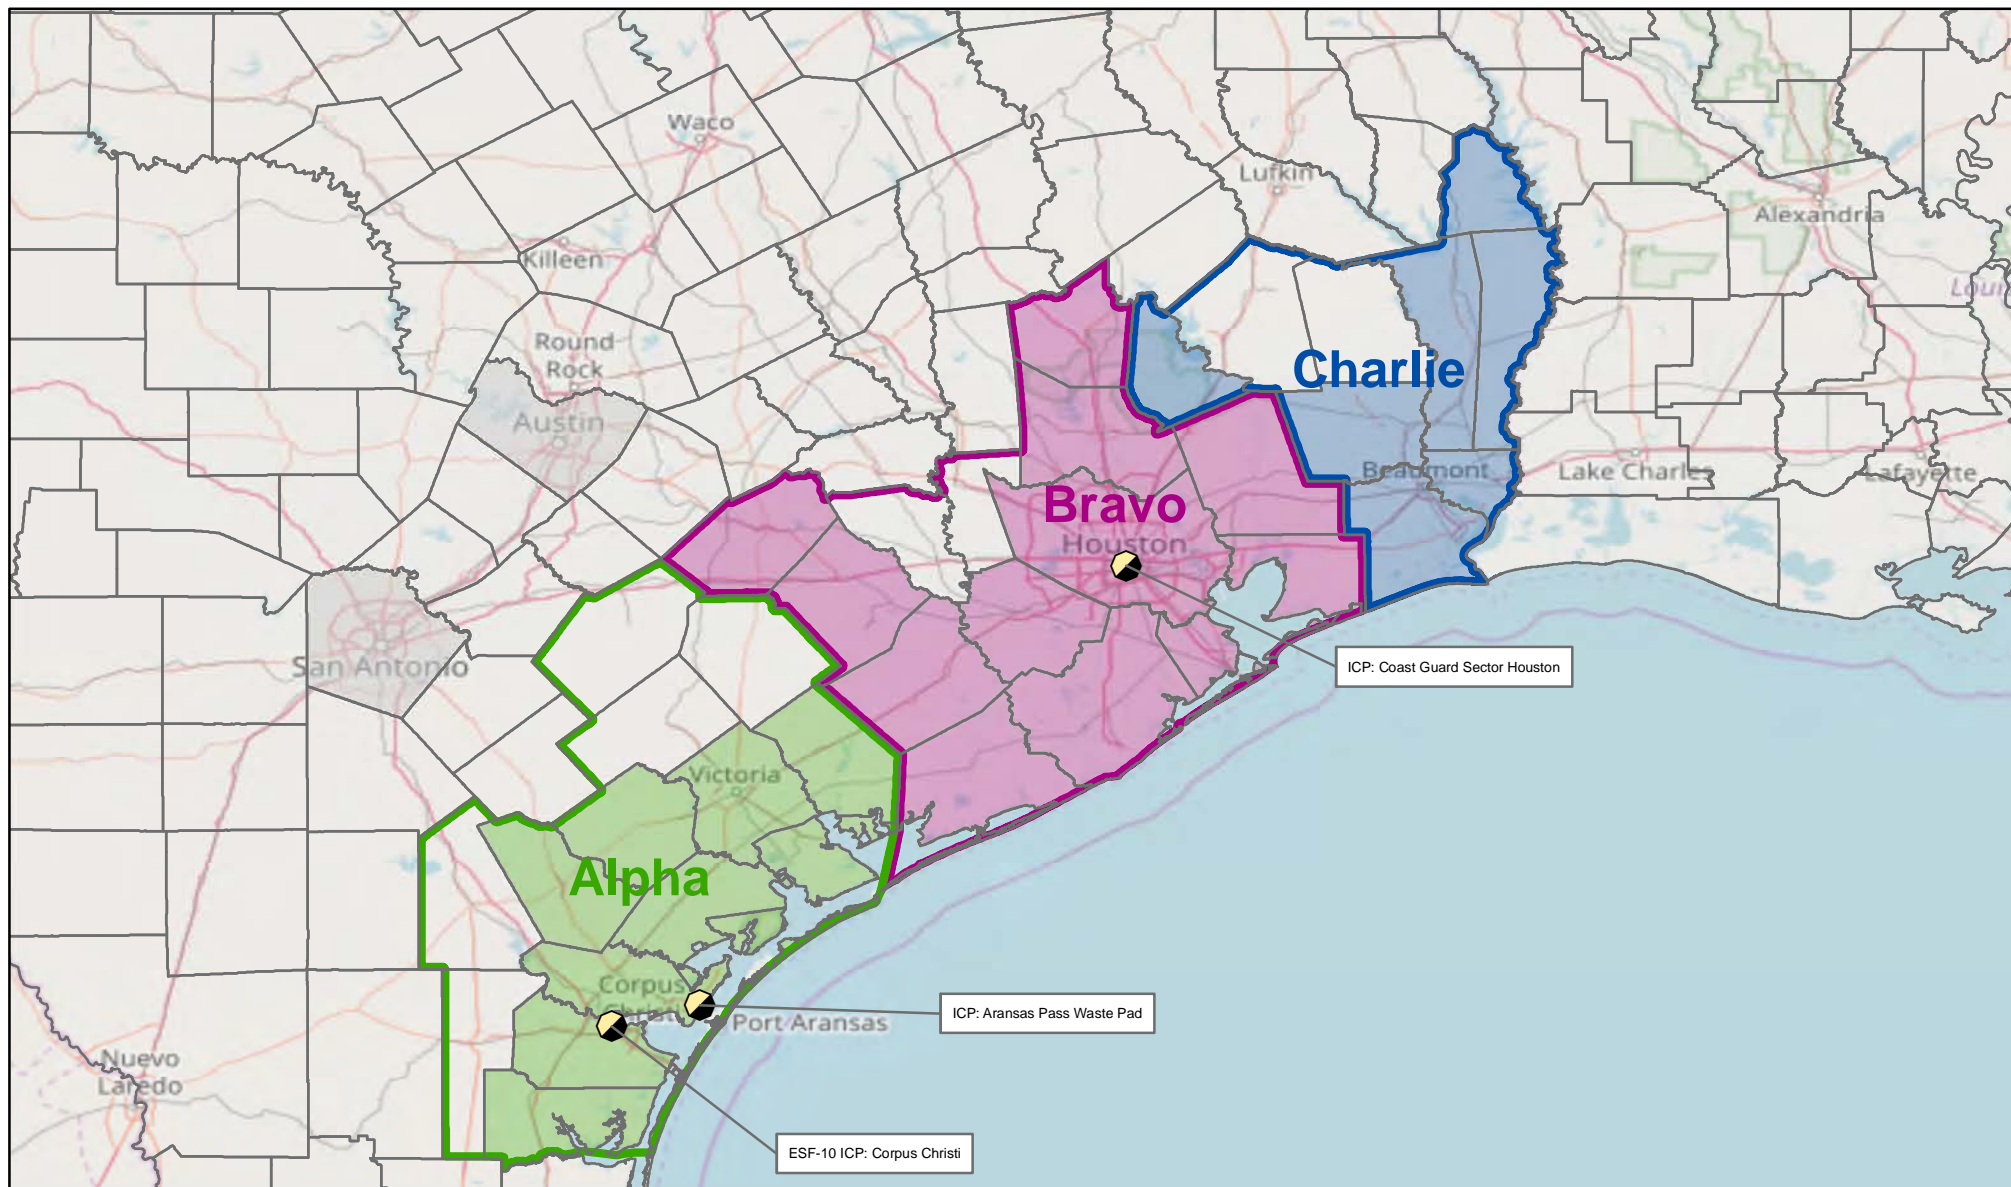 Waco
Lufkin
Alexandria
Killeen
Round
Rock
Austin
Charlie
Beaumont
Lake Charles
Lafayette
Bravo
Houston
San Antonio
ICP: Coast Guard Sector Houston
Victoria
Alpha
Corpus
Christi
ICP: Aransas Pass Waste Pad
Port Aransas
Nuevo
Laredo
ESF-10 ICP: Corpus Christi